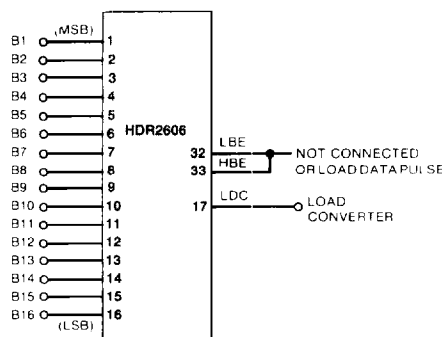 B1 (MSB) 1
B2 2
B3 3
B4 4
B5 5
B6 6
B7 7
B8 8
B9 9
B10 10
B11 11
B12 12
B13 13
B14 14
B15 15
B16 (LSB) 16
HDR2606
32 LBE
33 HBE
NOT CONNECTED
OR LOAD DATA PULSE
17 LDC
LOAD
CONVERTER